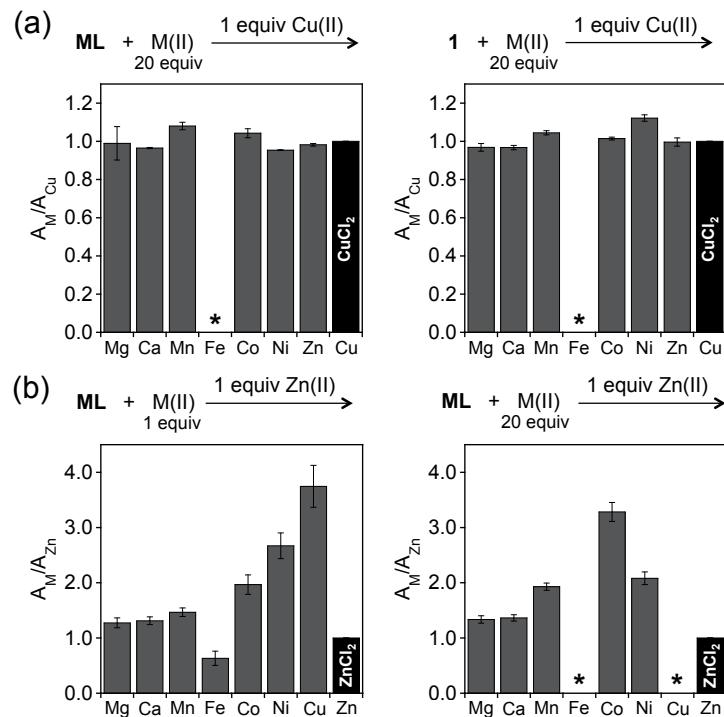 (a)
ML + M(II) 1 equiv Cu(II)
20 equiv
A_M/A_Cu
1.2
1.0
0.8
0.6
0.4
0.2
0.0
*
CuCl₂
Mg Ca Mn Fe Co Ni Zn Cu
1 + M(II) 1 equiv Cu(II)
20 equiv
A_M/A_Cu
1.2
1.0
0.8
0.6
0.4
0.2
0.0
*
CuCl₂
Mg Ca Mn Fe Co Ni Zn Cu
(b)
ML + M(II) 1 equiv Zn(II)
1 equiv
A_M/A_Zn
4.0
3.0
2.0
1.0
0.0
ZnCl₂
Mg Ca Mn Fe Co Ni Cu Zn
ML + M(II) 1 equiv Zn(II)
20 equiv
A_M/A_Zn
4.0
3.0
2.0
1.0
0.0
* *
ZnCl₂
Mg Ca Mn Fe Co Ni Cu Zn